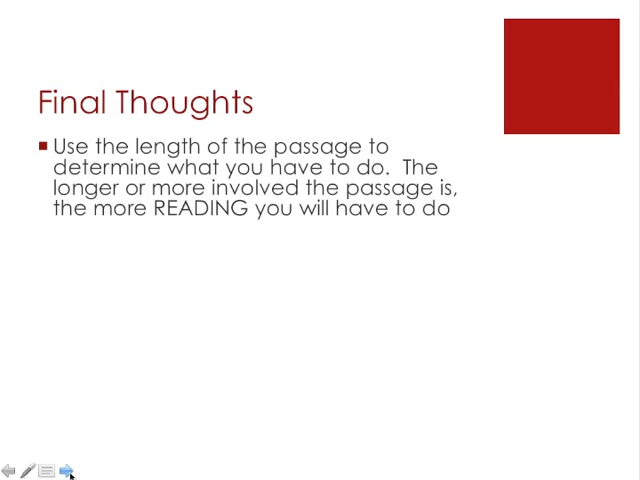 Final Thoughts
Use the length of the passage to
determine what you have to do.  The
longer or more involved the passage is,
the more READING you will have to do